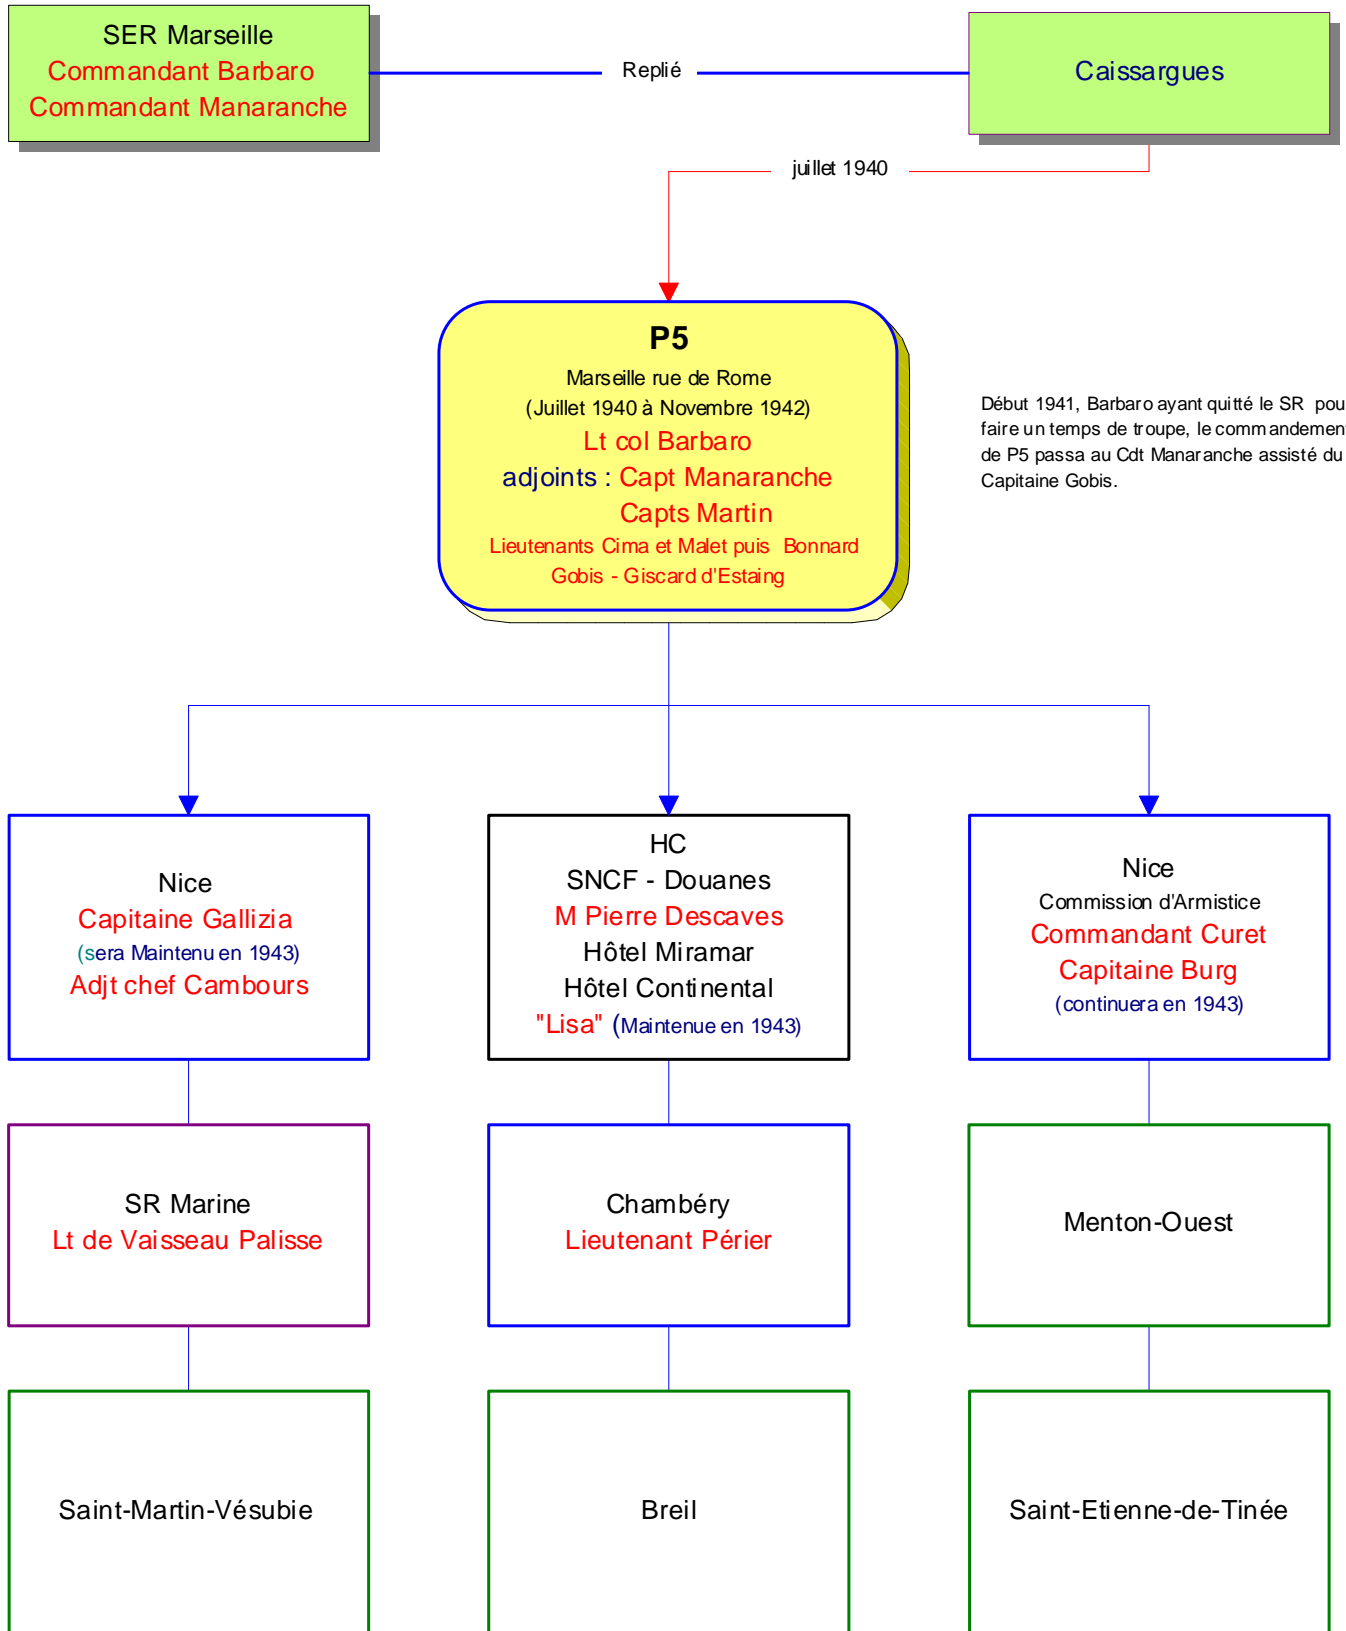 SER Marseille
Commandant Barbaro
Commandant Manaranche
Replié
Caissargues
juillet 1940
P5
Marseille rue de Rome
(Juillet 1940 à Novembre 1942)
Lt col Barbaro
adjoints : Capt Manaranche
Capts Martin
Lieutenants Cima et Malet puis Bonnard
Gobis - Giscard d'Estaing
Début 1941, Barbaro ayant quitté le SR pou
faire un temps de troupe, le commandemen
de P5 passa au Cdt Manaranche assisté du
Capitaine Gobis.
Nice
Capitaine Gallizia
(sera Maintenu en 1943)
Adjt chef Cambours
HC
SNCF - Douanes
M Pierre Descaves
Hôtel Miramar
Hôtel Continental
"Lisa" (Maintenue en 1943)
Nice
Commission d'Armistice
Commandant Curet
Capitaine Burg
(continuera en 1943)
SR Marine
Lt de Vaisseau Palisse
Chambéry
Lieutenant Périer
Menton-Ouest
Saint-Martin-Vésubie
Breil
Saint-Etienne-de-Tinée